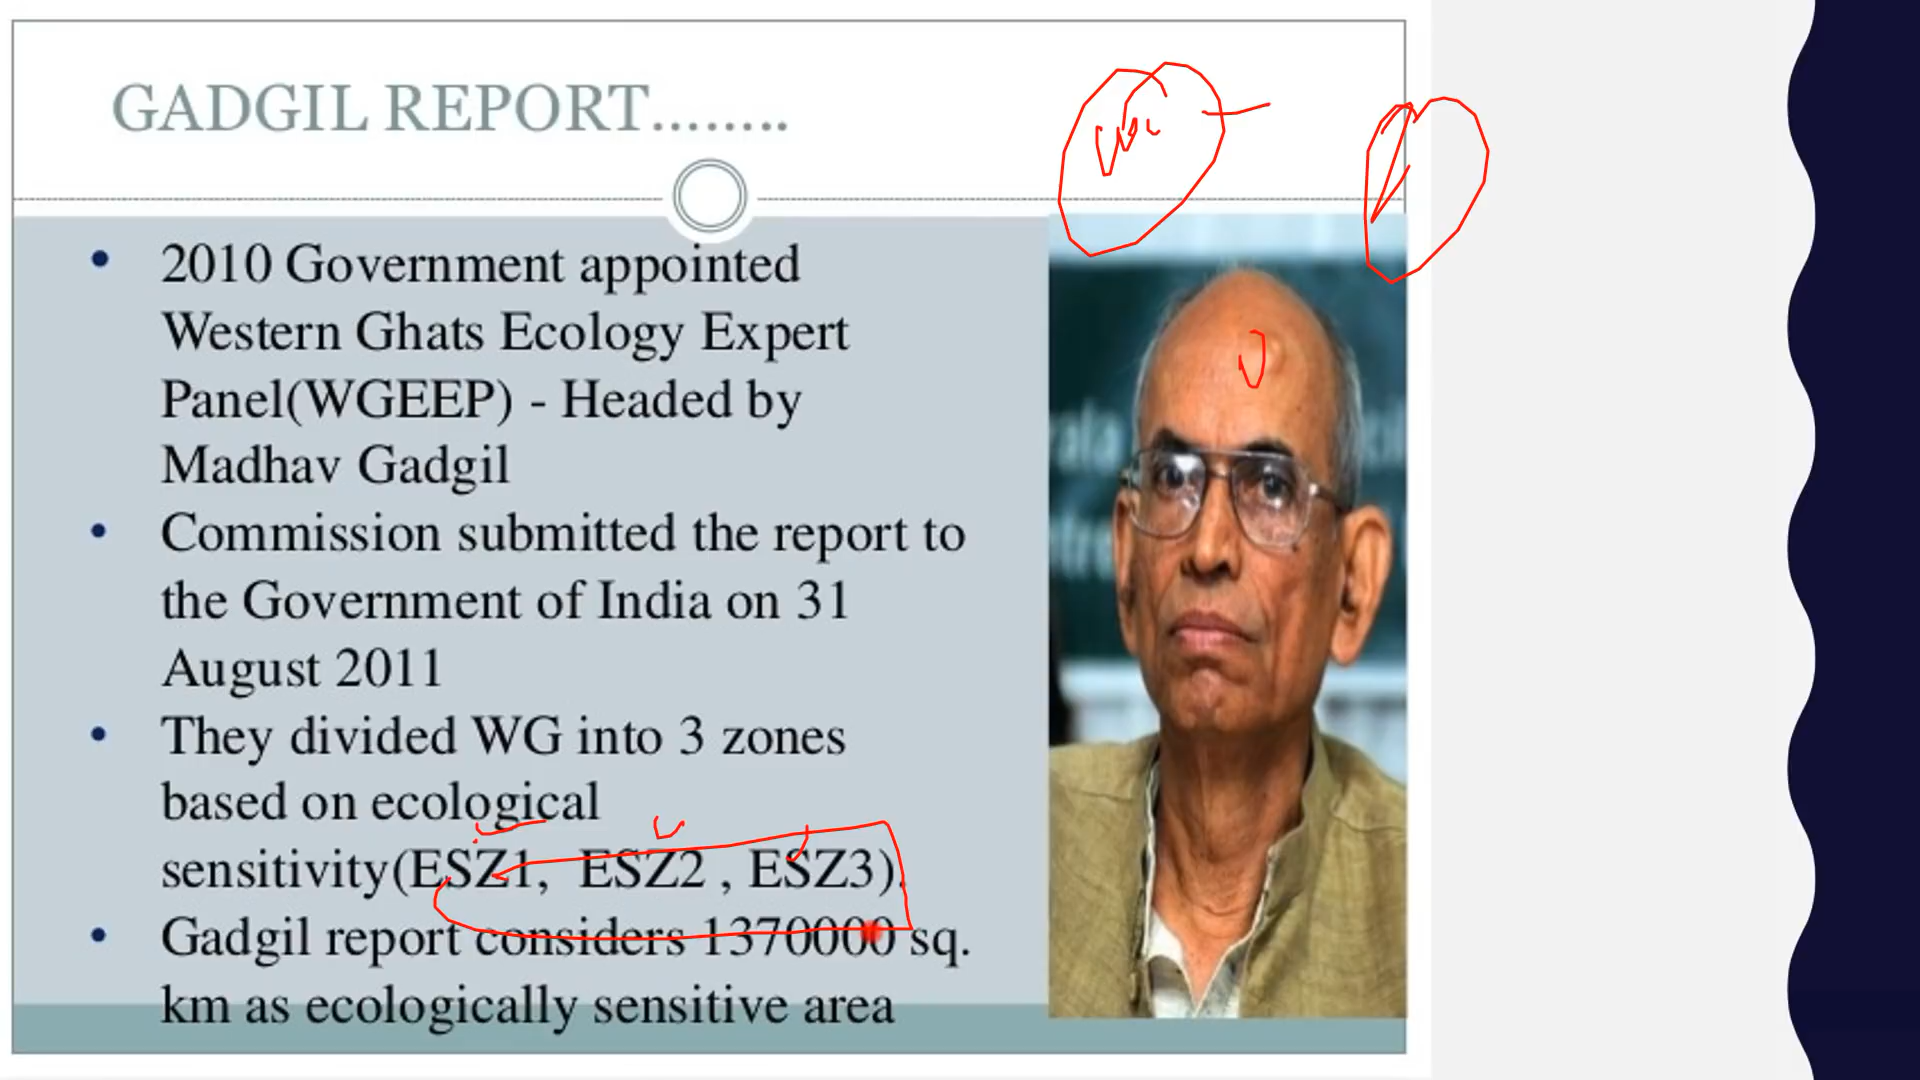 GADGIL REPORT........
• 2010 Government appointed
Western Ghats Ecology Expert
Panel(WGEEP) - Headed by
Madhav Gadgil
• Commission submitted the report to
the Government of India on 31
August 2011
• They divided WG into 3 zones
based on ecological
sensitivity(ESZ1, ESZ2 , ESZ3).
• Gadgil report considers 1370000 sq.
km as ecologically sensitive area